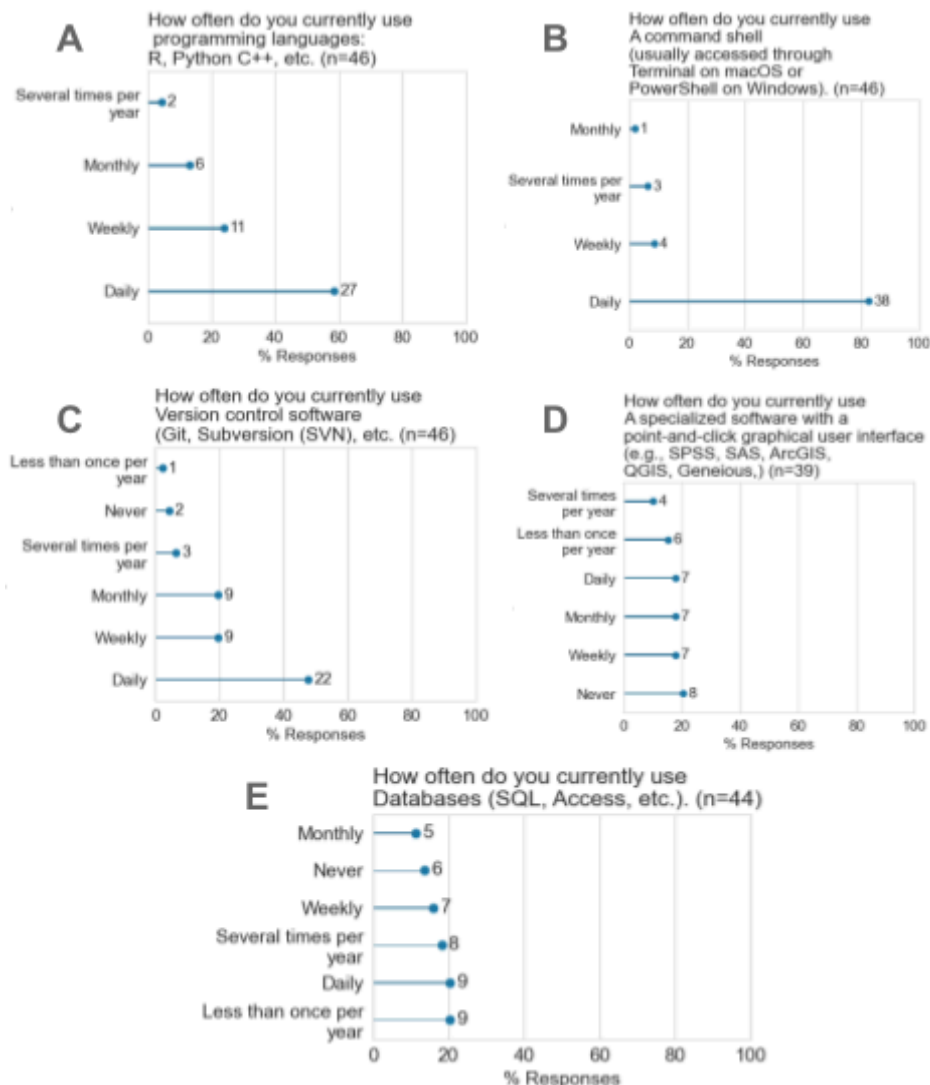 A
How often do you currently use
programming languages:
R, Python C++, etc. (n=46)
Several times per
year
2
Monthly
6
Weekly
11
Daily
27
0 20 40 60 80 100
% Responses
B
How often do you currently use
A command shell
(usually accessed through
Terminal on macOS or
PowerShell on Windows). (n=46)
Monthly
1
Several times per
year
3
Weekly
4
Daily
38
0 20 40 60 80 100
% Responses
C
How often do you currently use
Version control software
(Git, Subversion (SVN), etc. (n=46)
Less than once per
year
1
Never
2
Several times per
year
3
Monthly
9
Weekly
9
Daily
22
0 20 40 60 80 100
% Responses
D
How often do you currently use
A specialized software with a
point-and-click graphical user interface
(e.g., SPSS, SAS, ArcGIS,
QGIS, Geneious,) (n=39)
Several times
per year
4
Less than once
per year
6
Daily
7
Monthly
7
Weekly
7
Never
8
0 20 40 60 80 100
% Responses
E
How often do you currently use
Databases (SQL, Access, etc.). (n=44)
Monthly
5
Never
6
Weekly
7
Several times per
year
8
Daily
9
Less than once per
year
9
0 20 40 60 80 100
% Responses